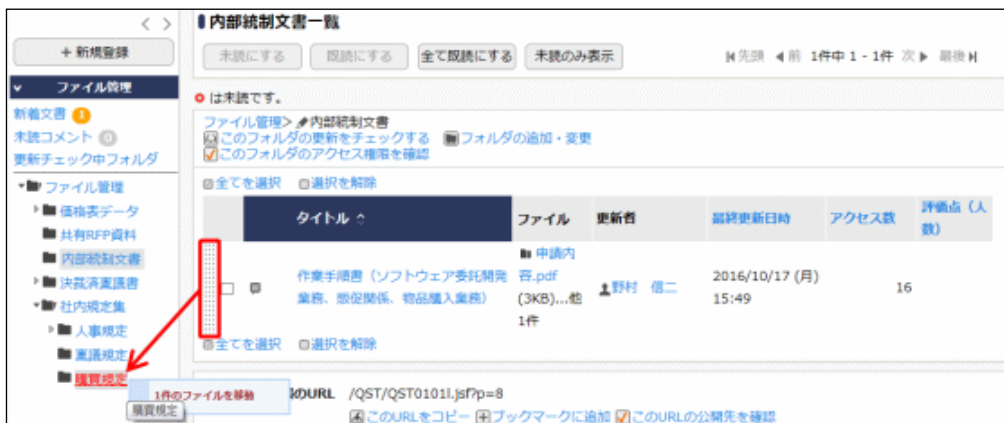 内部統制文書一覧
+ 新規登録
未読にする 既読にする 全て既読にする 未読のみ表示 先頭 前 1件中 1 - 1件 次 最後
ファイル管理
は未読です。
新着文書 1
未読コメント 0
更新チェック中フォルダ
ファイル管理> 内部統制文書
このフォルダの更新をチェックする フォルダの追加・変更
このフォルダのアクセス権限を確認
ファイル管理
価格表データ
共有RFP資料
内部統制文書
決裁済稟議書
社内規定集
人事規定
稟議規定
購買規定
全てを選択 選択を解除
タイトル ファイル 更新者 最終更新日時 アクセス数 評価点（人
数）
作業手順書（ソフトウェア委託開発
業務、販促関係、物品購入業務）
申請内
容.pdf
(3KB)...他
1件
野村 信二
2016/10/17 (月)
15:49
16
全てを選択 選択を解除
1件のファイルを移動
購買規定
のURL /QST/QST0101l.jsf?p=8
このURLをコピー ブックマークに追加 このURLの公開先を確認